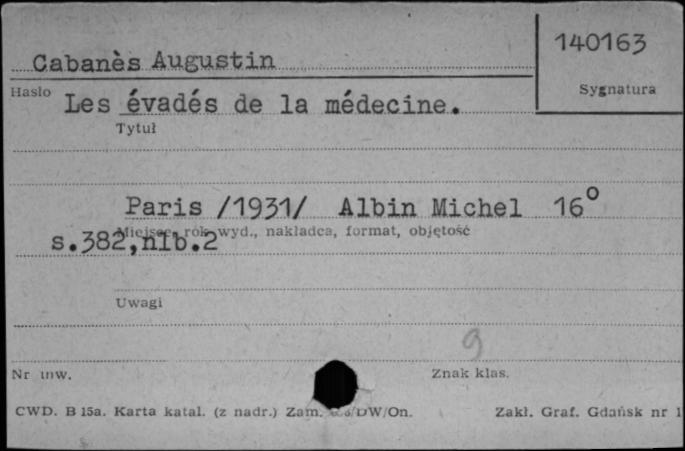 140163
Cabanès Augustin
Sygnatura
Hasło
Les évadés de la médecine.
Tytuł
Paris /1931/ Albin Michel 16°
Miejsce, rok wyd., nakładca, format, objętość
s.382,nlb.2
Uwagi
9
Nr inw.
Znak klas.
CWD. B 15a. Karta katal. (z nadr.) Zam. /DW/On.
Zakł. Graf. Gdańsk nr 1